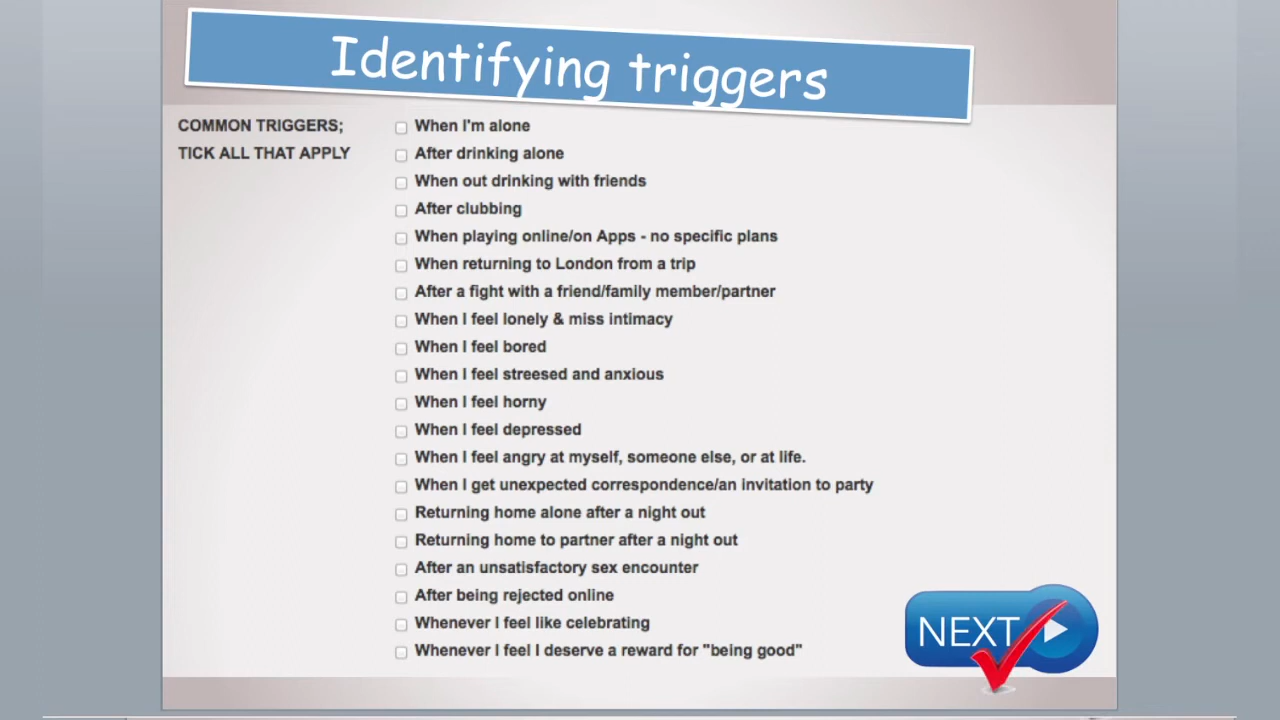 Identifying triggers
COMMON TRIGGERS;
TICK ALL THAT APPLY
When I'm alone
After drinking alone
When out drinking with friends
After clubbing
When playing online/on Apps - no specific plans
When returning to London from a trip
After a fight with a friend/family member/partner
When I feel lonely & miss intimacy
When I feel bored
When I feel streesed and anxious
When I feel horny
When I feel depressed
When I feel angry at myself, someone else, or at life.
When I get unexpected correspondence/an invitation to party
Returning home alone after a night out
Returning home to partner after a night out
After an unsatisfactory sex encounter
After being rejected online
Whenever I feel like celebrating
Whenever I feel I deserve a reward for "being good"
NEXT